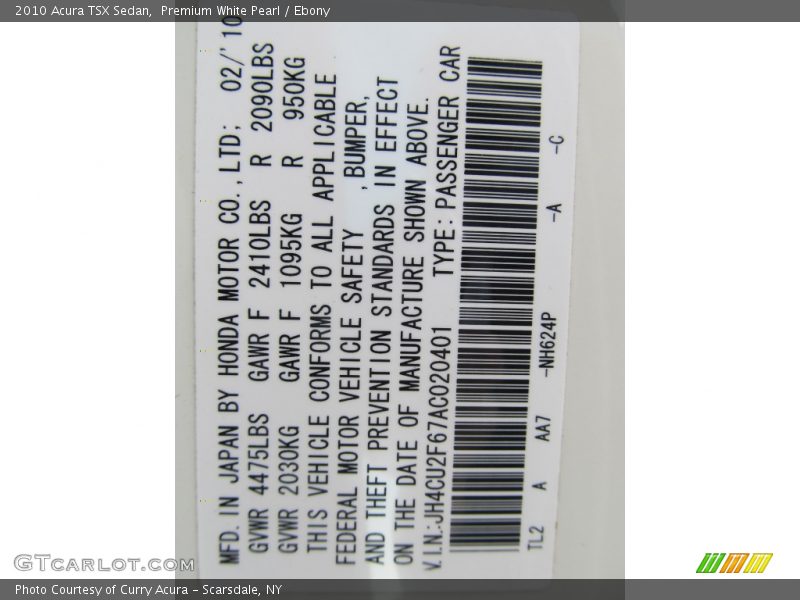 2010 Acura TSX Sedan, Premium White Pearl / Ebony
MFD. IN JAPAN BY HONDA MOTOR CO., LTD; 02/'10
GVWR 4475LBS GAWR F 2410LBS R 2090LBS
GVWR 2030KG GAWR F 1095KG R 950KG
THIS VEHICLE CONFORMS TO ALL APPLICABLE
FEDERAL MOTOR VEHICLE SAFETY , BUMPER,
AND THEFT PREVENTION STANDARDS IN EFFECT
ON THE DATE OF MANUFACTURE SHOWN ABOVE.
V.I.N.:JH4CU2F67AC020401 TYPE:PASSENGER CAR
TL2 A AA7 -NH624P -A -C
GTCarLot.com
Photo Courtesy of Curry Acura - Scarsdale, NY